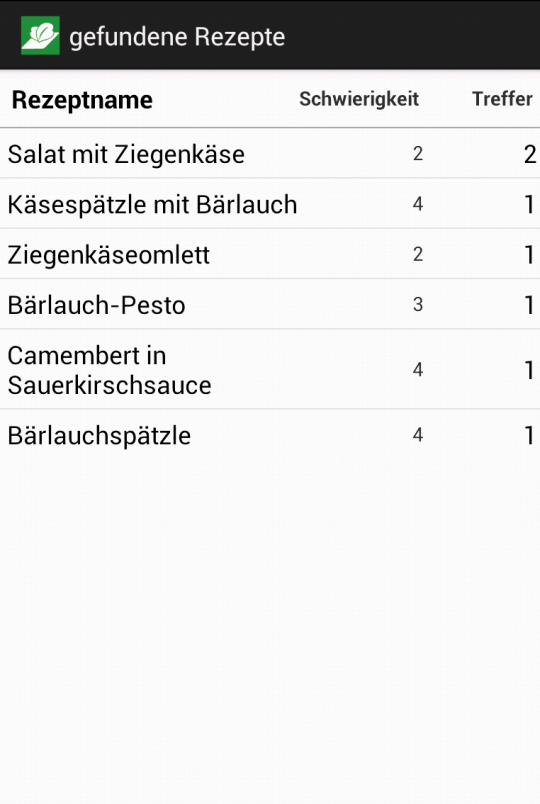 gefundene Rezepte
Rezeptname Schwierigkeit Treffer
Salat mit Ziegenkäse 2 2
Käsespätzle mit Bärlauch 4 1
Ziegenkäseomlett 2 1
Bärlauch-Pesto 3 1
Camembert in
Sauerkirschsauce 4 1
Bärlauchspätzle 4 1